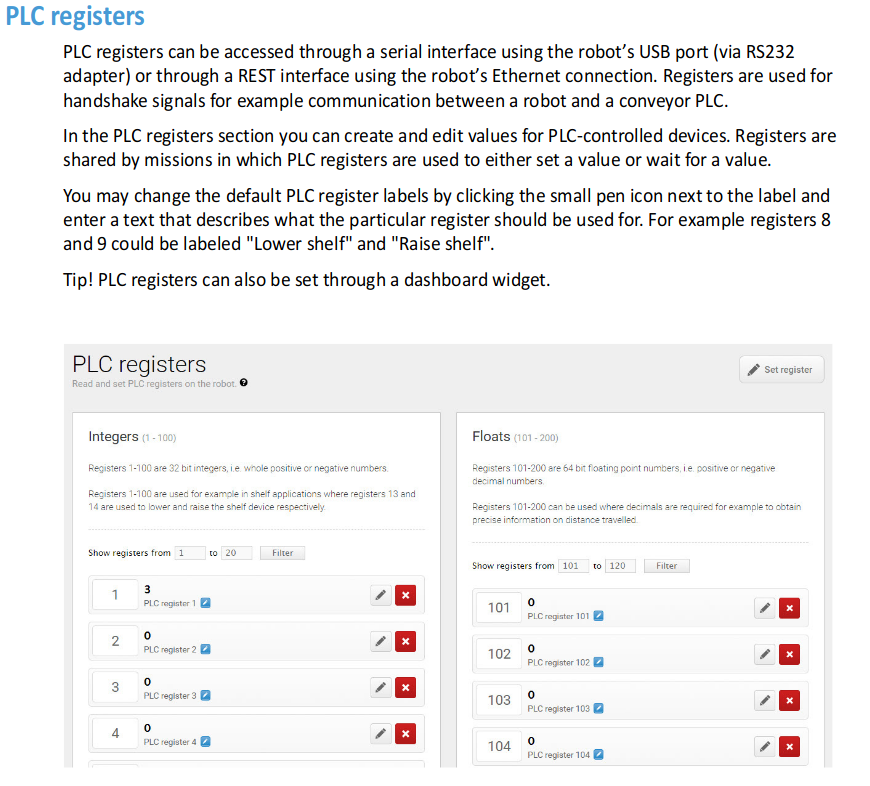 PLC registers
PLC registers can be accessed through a serial interface using the robot's USB port (via RS232
adapter) or through a REST interface using the robot's Ethernet connection. Registers are used for
handshake signals for example communication between a robot and a conveyor PLC.
In the PLC registers section you can create and edit values for PLC-controlled devices. Registers are
shared by missions in which PLC registers are used to either set a value or wait for a value.
You may change the default PLC register labels by clicking the small pen icon next to the label and
enter a text that describes what the particular register should be used for. For example registers 8
and 9 could be labeled "Lower shelf" and "Raise shelf".
Tip! PLC registers can also be set through a dashboard widget.
PLC registers
Read and set PLC registers on the robot. ?
Set register
Integers (1 - 100)
Registers 1-100 are 32 bit integers, i.e. whole positive or negative numbers.
Registers 1-100 are used for example in shelf applications where registers 13 and
14 are used to lower and raise the shelf device respectively
Show registers from 1 to 20 Filter
1
3
PLC register 1
2
0
PLC register 2
3
0
PLC register 3
4
0
PLC register 4
Floats (101 - 200)
Registers 101-200 are 64 bit floating point numbers, i.e. positive or negative
decimal numbers.
Registers 101-200 can be used where decimals are required for example to obtain
precise information on distance travelled.
Show registers from 101 to 120 Filter
101
0
PLC register 101
102
0
PLC register 102
103
0
PLC register 103
104
0
PLC register 104